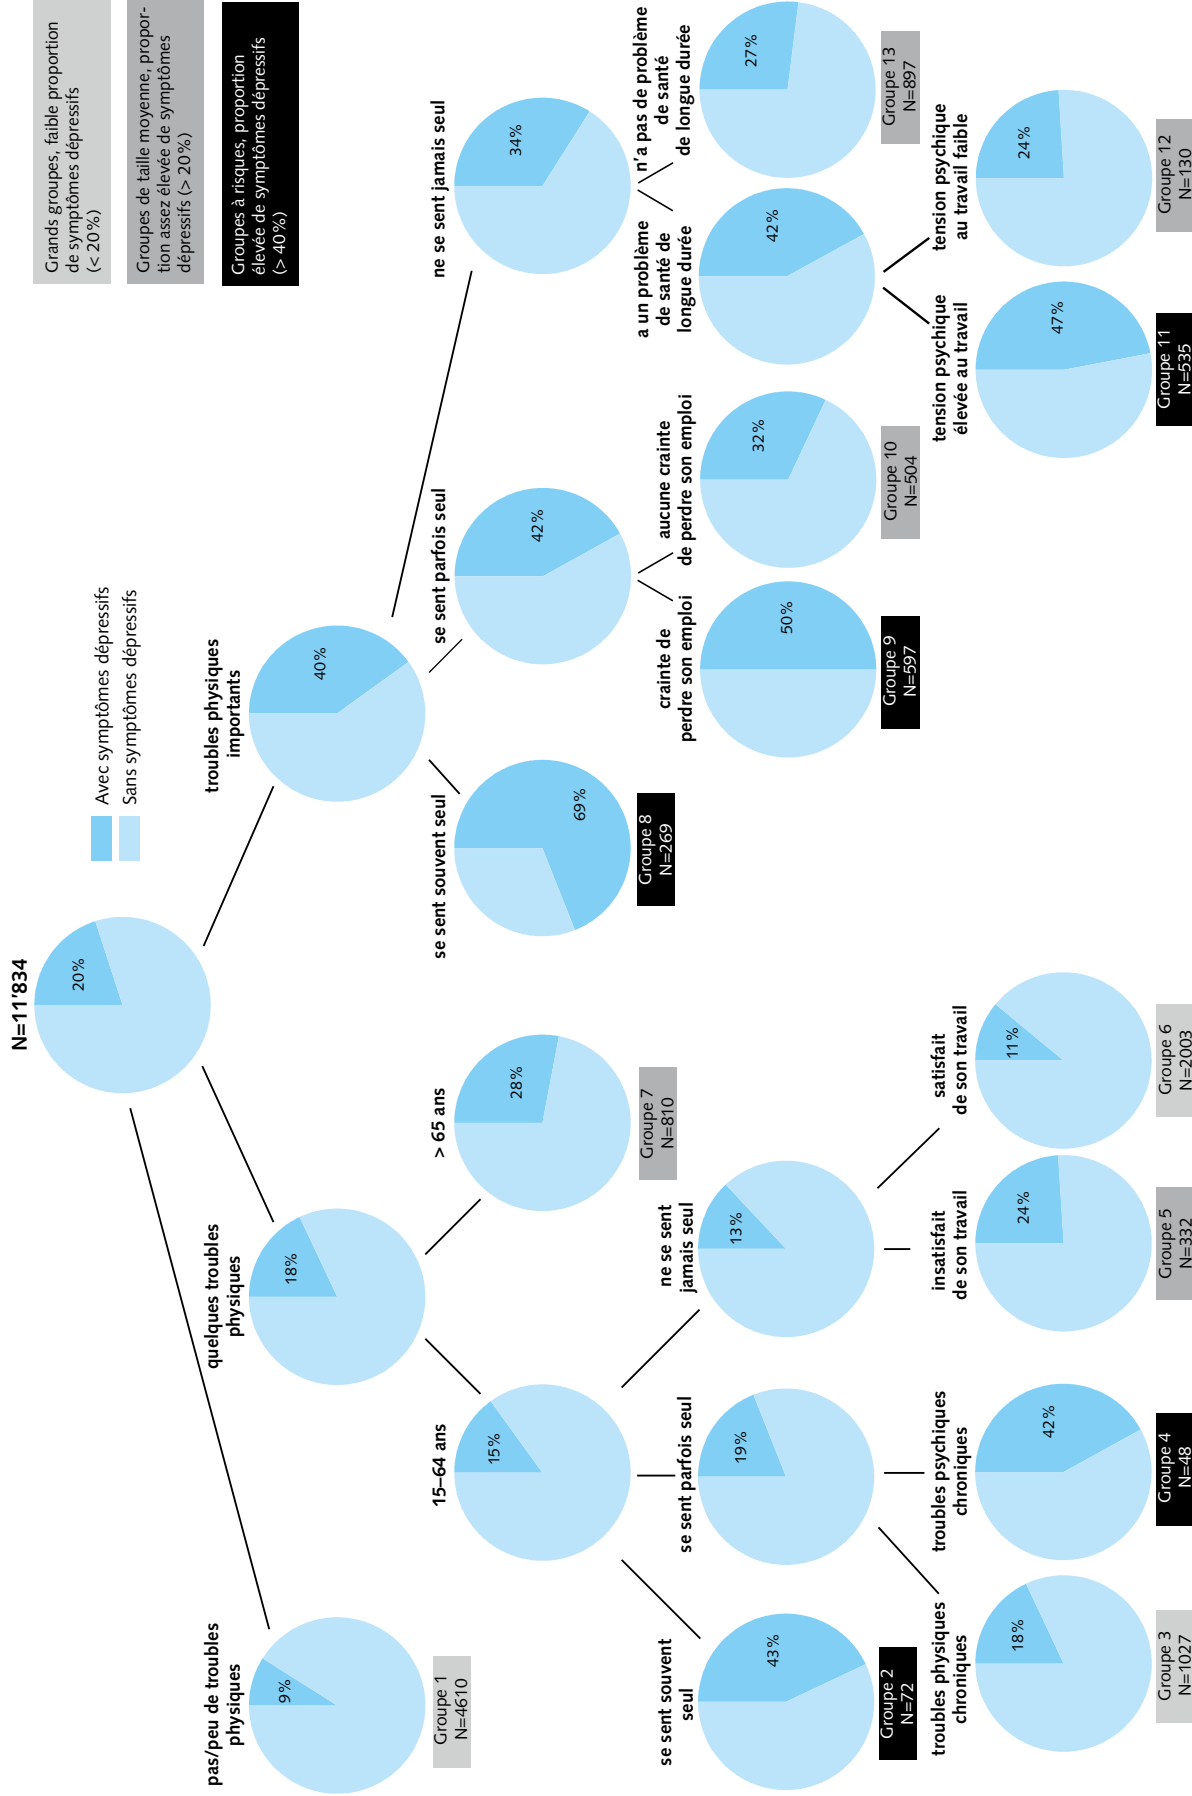 N=11’834
20%
Avec symptômes dépressifs
Sans symptômes dépressifs
Grands groupes, faible proportion
de symptômes dépressifs
(< 20%)
Groupes de taille moyenne, propor-
tion assez élevée de symptômes
dépressifs (> 20%)
Groupes à risques, proportion
élevée de symptômes dépressifs
(> 40%)
pas/peu de troubles
physiques
9%
Groupe 1
N=4610
quelques troubles
physiques
18%
troubles physiques
importants
40%
15–64 ans
15%
> 65 ans
28%
Groupe 7
N=810
se sent souvent seul
69%
Groupe 8
N=269
se sent parfois seul
42%
ne se sent jamais seul
34%
se sent souvent
seul
43%
Groupe 2
N=72
se sent parfois seul
19%
ne se sent
jamais seul
13%
crainte de
perdre son emploi
50%
Groupe 9
N=597
aucune crainte
de perdre son emploi
32%
Groupe 10
N=504
a un problème
de santé de
longue durée
42%
n’a pas de problème
de santé
de longue durée
27%
Groupe 13
N=897
troubles physiques
chroniques
18%
Groupe 3
N=1027
troubles psychiques
chroniques
42%
Groupe 4
N=48
insatisfait
de son travail
24%
Groupe 5
N=332
satisfait
de son travail
11%
Groupe 6
N=2003
tension psychique
élevée au travail
47%
Groupe 11
N=535
tension psychique
au travail faible
24%
Groupe 12
N=130